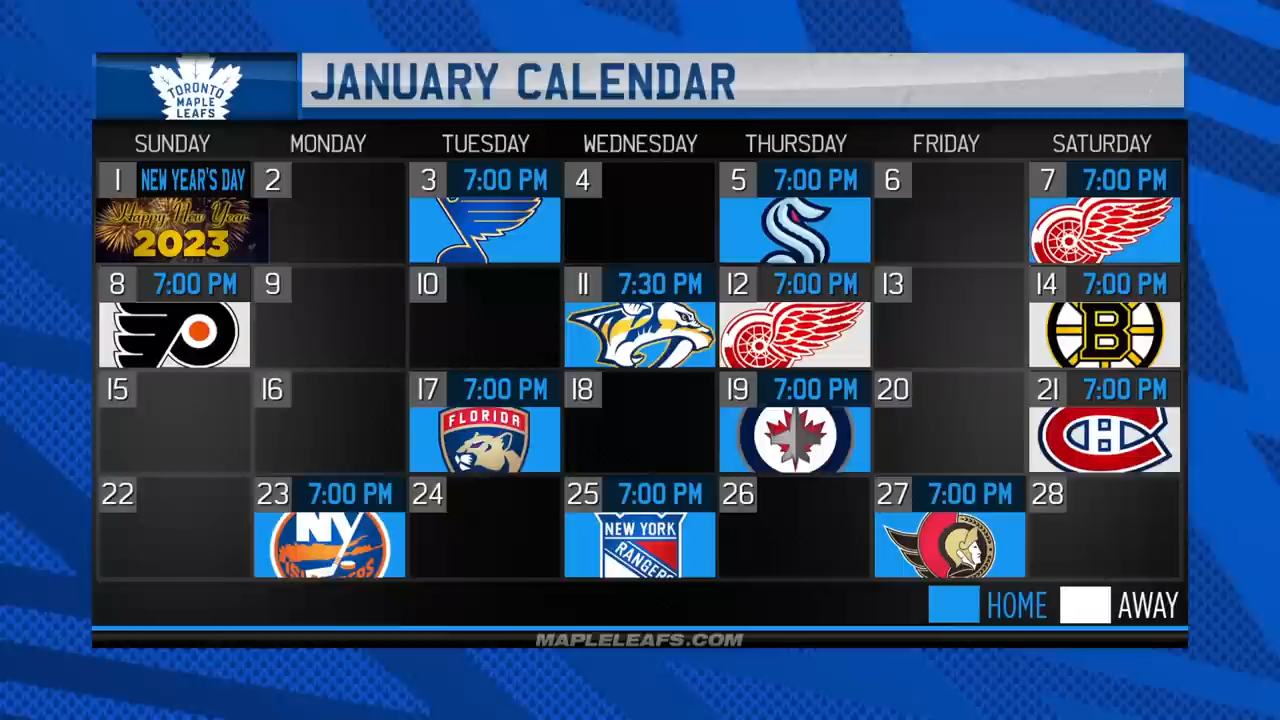 TORONTO
MAPLE
LEAFS
JANUARY CALENDAR
SUNDAY MONDAY TUESDAY WEDNESDAY THURSDAY FRIDAY SATURDAY
1 NEW YEAR'S DAY 2 3 7:00 PM 4 5 7:00 PM 6 7 7:00 PM
Happy New Year
2023
8 7:00 PM 9 10 11 7:30 PM 12 7:00 PM 13 14 7:00 PM
P
B
15 16 17 7:00 PM 18 19 7:00 PM 20 21 7:00 PM
FLORIDA
C H
22 23 7:00 PM 24 25 7:00 PM 26 27 7:00 PM 28
NY
ISLANDERS
NEW YORK
RANGERS
HOME AWAY
MAPLELEAFS.COM